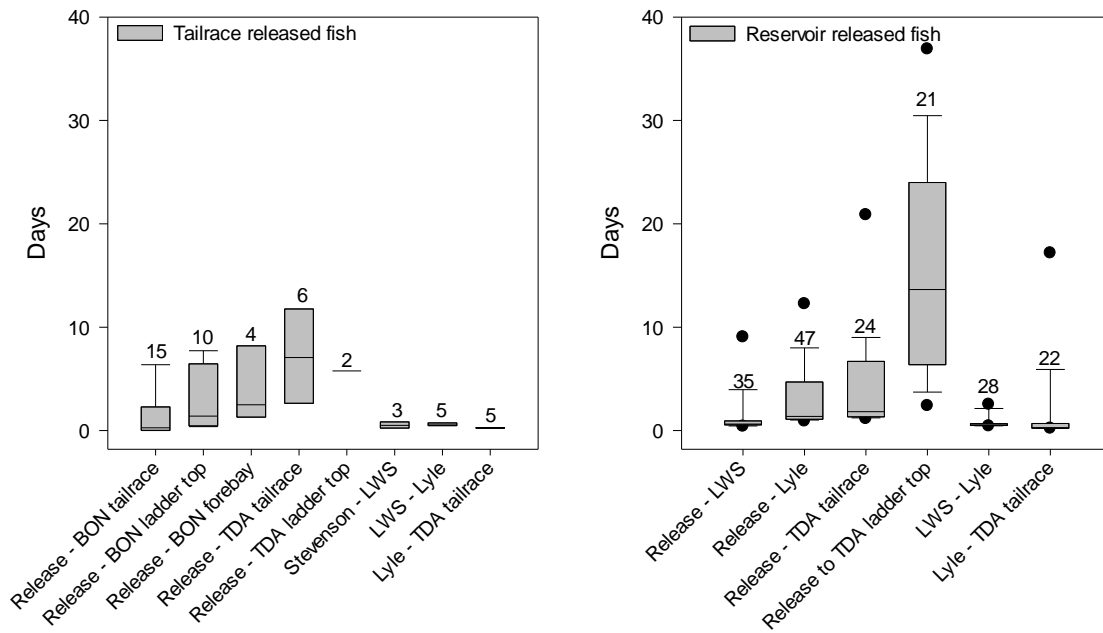 40
30
20
10
0
Days
Tailrace released fish
15
10
4
6
2
3
5
5
Release - BON tailrace
Release - BON ladder top
Release - BON forebay
Release - TDA tailrace
Release - TDA ladder top
Stevenson - LWS
LWS - Lyle
Lyle - TDA tailrace
40
30
20
10
0
Days
Reservoir released fish
35
47
24
21
28
22
Release - LWS
Release - Lyle
Release - TDA tailrace
Release to TDA ladder top
LWS - Lyle
Lyle - TDA tailrace